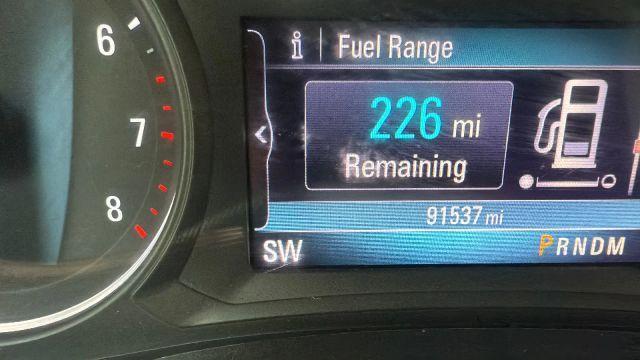 6
7
8
i Fuel Range
226 mi
Remaining
91537 mi
SW
PRNDM